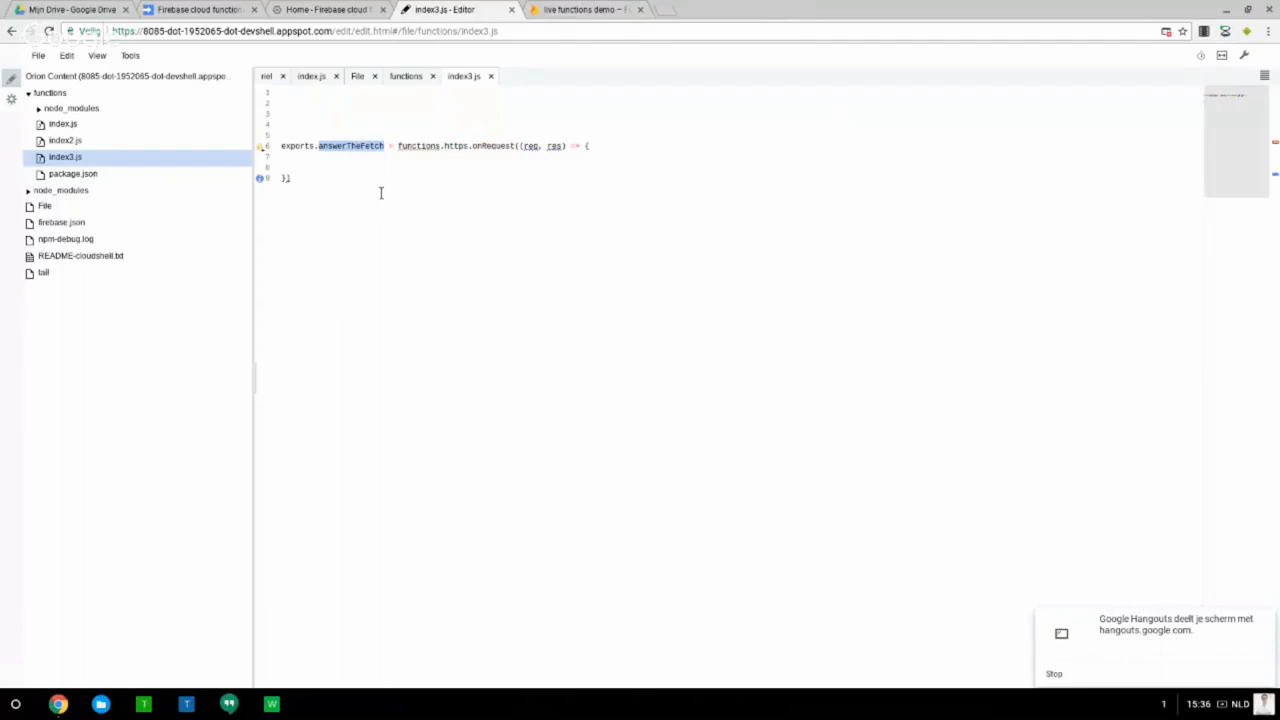 Mijn Drive - Google Drive
Firebase cloud function
Home - Firebase cloud f
index3.js - Editor
live functions demo – F
Veilig
https://8085-dot-1952065-dot-devshell.appspot.com/edit/edit.html#/file/functions/index3.js
File Edit View Tools
Orion Content (8085-dot-1952065-dot-devshell.appspo...
functions
node_modules
index.js
index2.js
index3.js
package.json
node_modules
File
firebase.json
npm-debug.log
README-cloudshell.txt
tail
riel
index.js
File
functions
index3.js
1
2
3
4
5
6 exports.answerTheFetch = functions.https.onRequest((req, res) => {
7
8
9 })
Google Hangouts deelt je scherm met
hangouts.google.com.
Stop
T
T
W
1
15:36
NLD